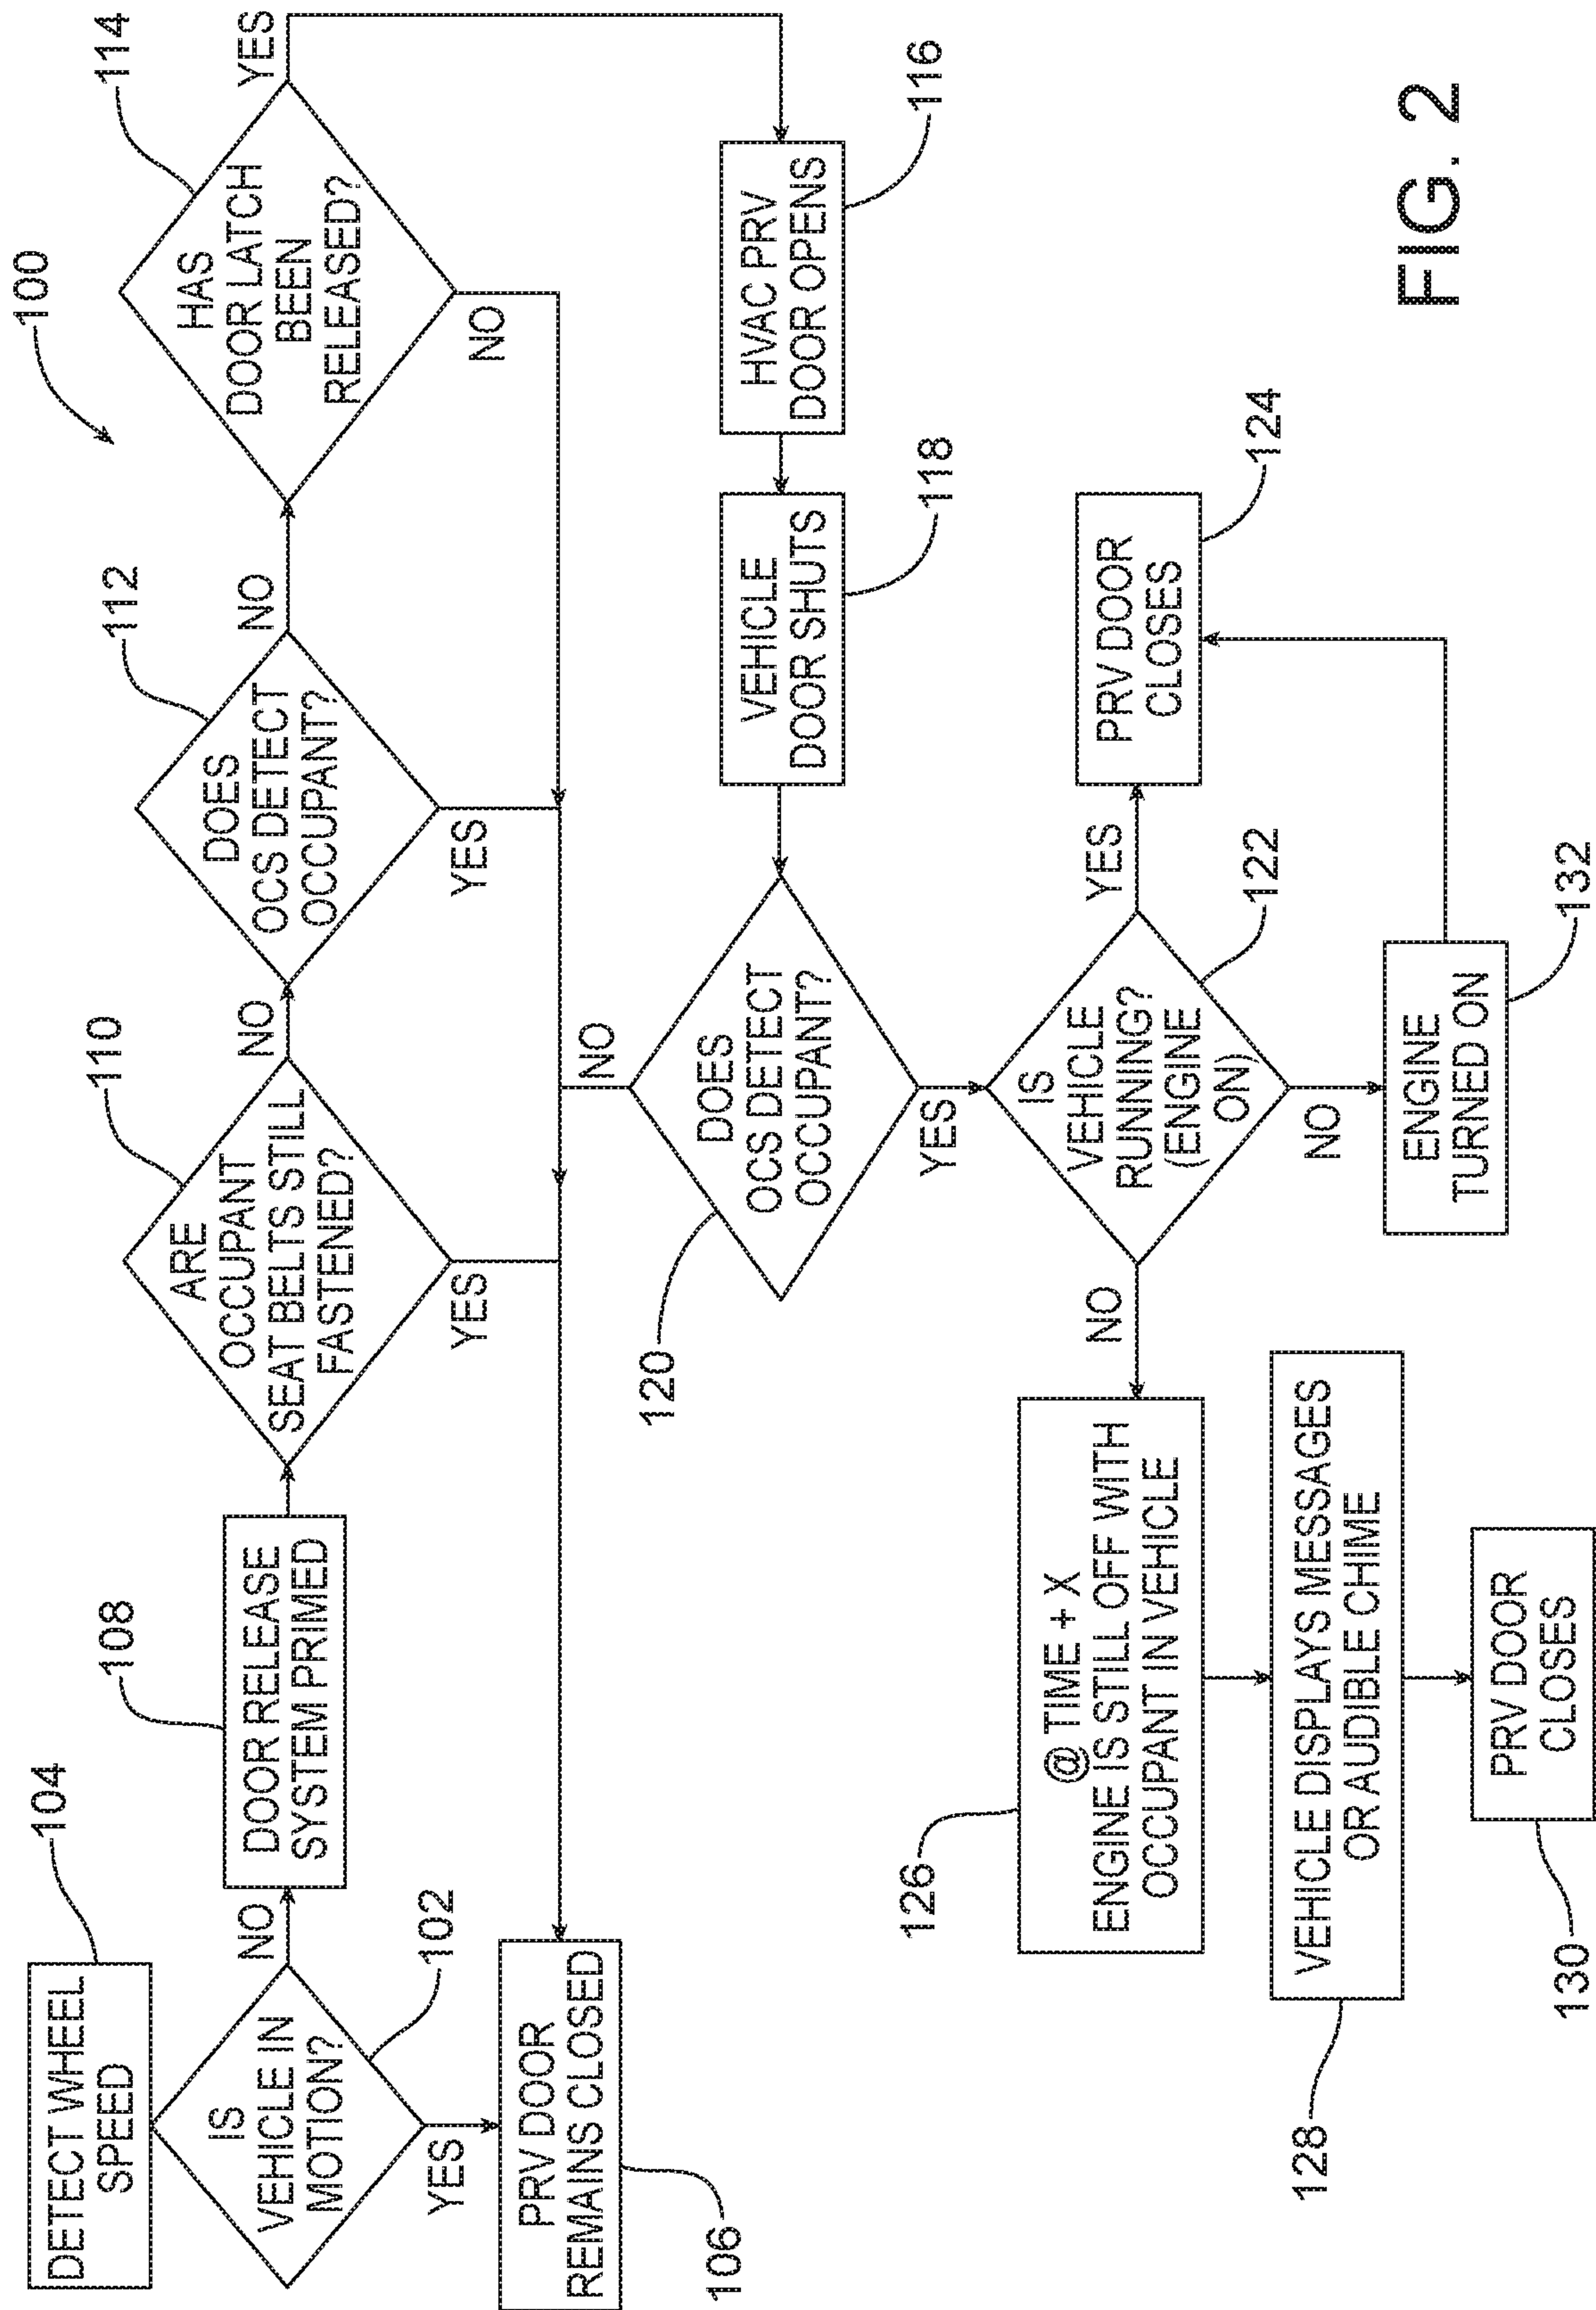 100
104
DETECT WHEEL
SPEED
IS
VEHICLE IN
MOTION?
102
NO
YES
PRV DOOR
REMAINS CLOSED
106
108
DOOR RELEASE
SYSTEM PRIMED
110
ARE
OCCUPANT
SEAT BELTS STILL
FASTENED?
NO
YES
112
DOES
OCS DETECT
OCCUPANT?
NO
YES
114
HAS
DOOR LATCH
BEEN
RELEASED?
YES
NO
HVAC PRV
DOOR OPENS
116
VEHICLE
DOOR SHUTS
118
DOES
OCS DETECT
OCCUPANT?
120
NO
YES
IS
VEHICLE
RUNNING?
(ENGINE
ON)
122
YES
NO
NO
PRV DOOR
CLOSES
124
@ TIME + X
ENGINE IS STILL OFF WITH
OCCUPANT IN VEHICLE
126
VEHICLE DISPLAYS MESSAGES
OR AUDIBLE CHIME
128
PRV DOOR
CLOSES
130
ENGINE
TURNED ON
132
FIG. 2